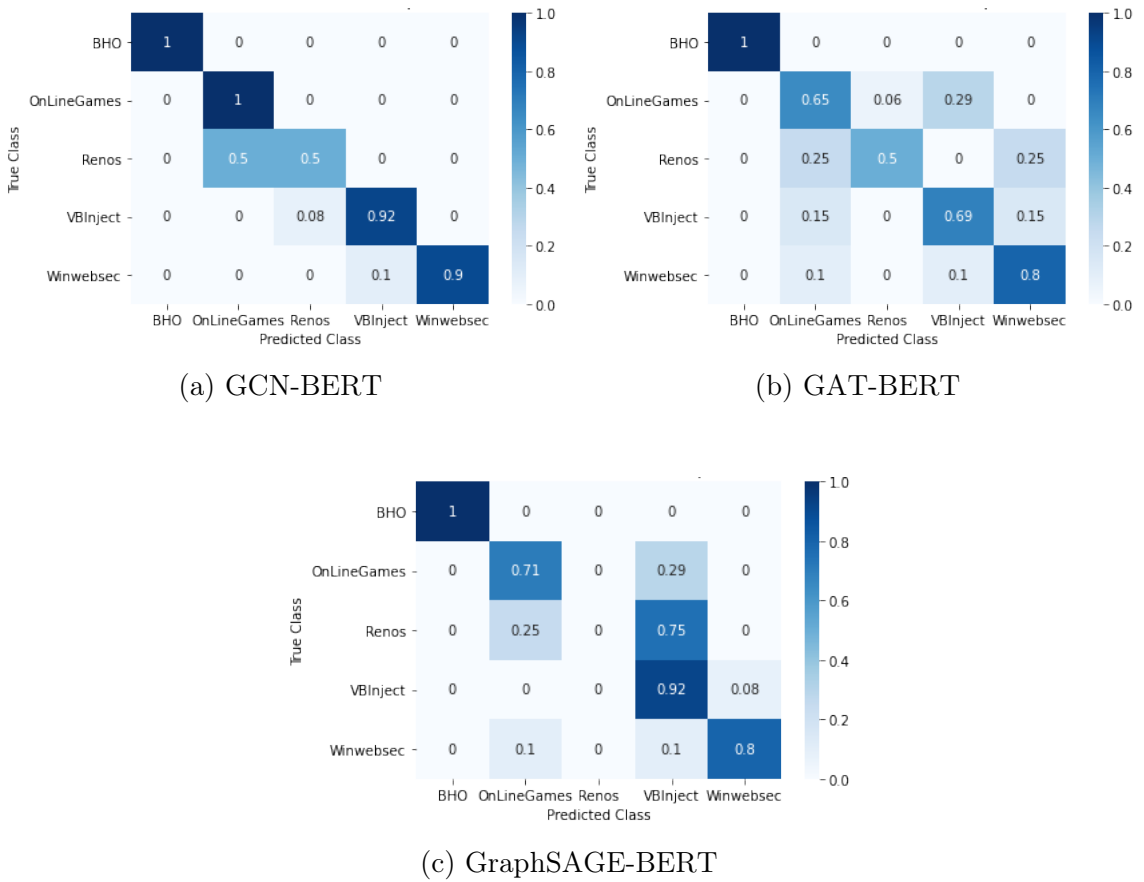 BHO 1 0 0 0 0 1.0
OnLineGames 0 1 0 0 0 0.8
Renos 0 0.5 0.5 0 0 0.6
VBInject 0 0 0.08 0.92 0 0.4
Winwebsec 0 0 0 0.1 0.9 0.2
0.0
True Class
BHO OnLineGames Renos VBInject Winwebsec
Predicted Class
(a) GCN-BERT
BHO 1 0 0 0 0 1.0
OnLineGames 0 0.65 0.06 0.29 0 0.8
Renos 0 0.25 0.5 0 0.25 0.6
VBInject 0 0.15 0 0.69 0.15 0.4
Winwebsec 0 0.1 0 0.1 0.8 0.2
0.0
True Class
BHO OnLineGames Renos VBInject Winwebsec
Predicted Class
(b) GAT-BERT
BHO 1 0 0 0 0 1.0
OnLineGames 0 0.71 0 0.29 0 0.8
Renos 0 0.25 0 0.75 0 0.6
VBInject 0 0 0 0.92 0.08 0.4
Winwebsec 0 0.1 0 0.1 0.8 0.2
0.0
True Class
BHO OnLineGames Renos VBInject Winwebsec
Predicted Class
(c) GraphSAGE-BERT